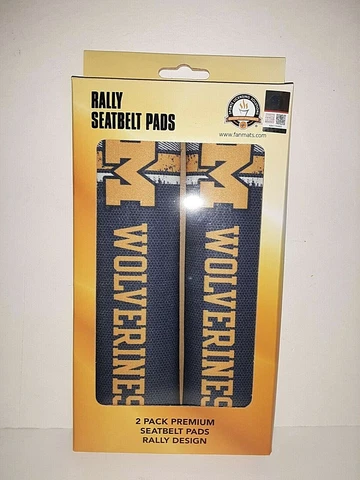 RALLY
SEATBELT PADS
www.fanmats.com
M M
WOLVERINES WOLVERINES
2 PACK PREMIUM
SEATBELT PADS
RALLY DESIGN